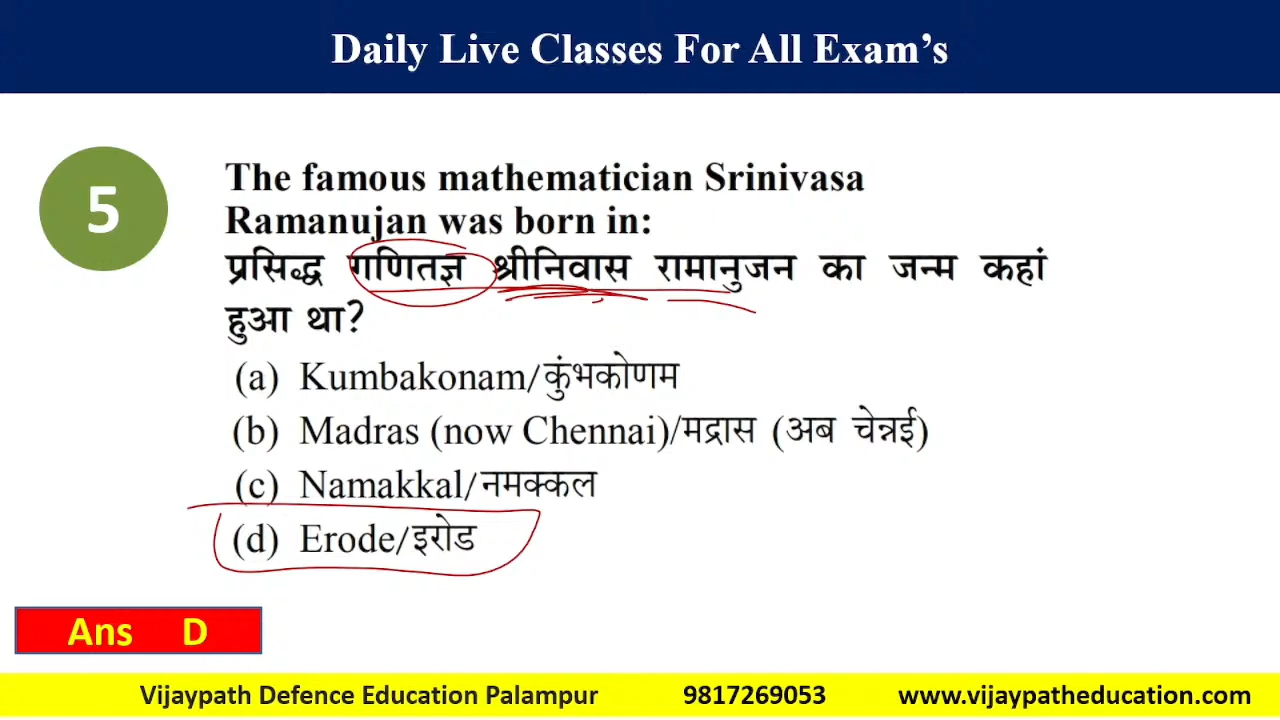 Daily Live Classes For All Exam’s
5
The famous mathematician Srinivasa
Ramanujan was born in:
प्रसिद्ध गणितज्ञ श्रीनिवास रामानुजन का जन्म कहां
हुआ था?
(a) Kumbakonam/कुंभकोणम
(b) Madras (now Chennai)/मद्रास (अब चेन्नई)
(c) Namakkal/नमक्कल
(d) Erode/इरोड
Ans D
Vijaypath Defence Education Palampur 9817269053 www.vijaypatheducation.com